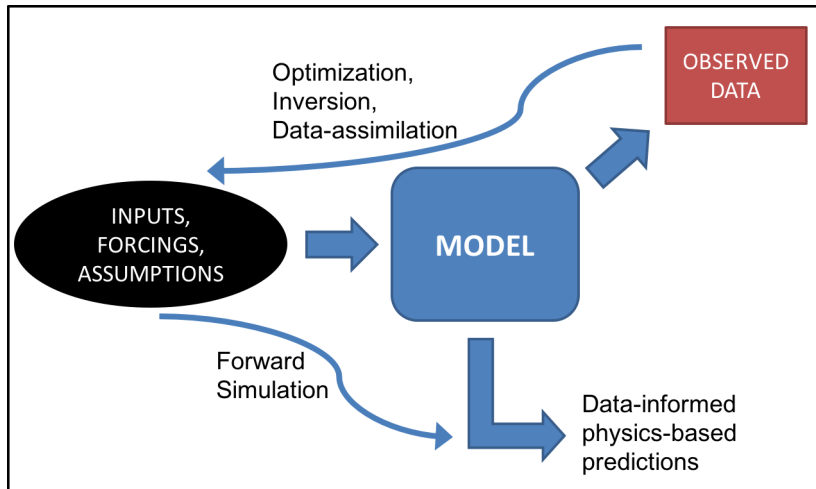 Optimization,
Inversion,
Data-assimilation
OBSERVED
DATA
INPUTS,
FORCINGS,
ASSUMPTIONS
MODEL
Forward
Simulation
Data-informed
physics-based
predictions